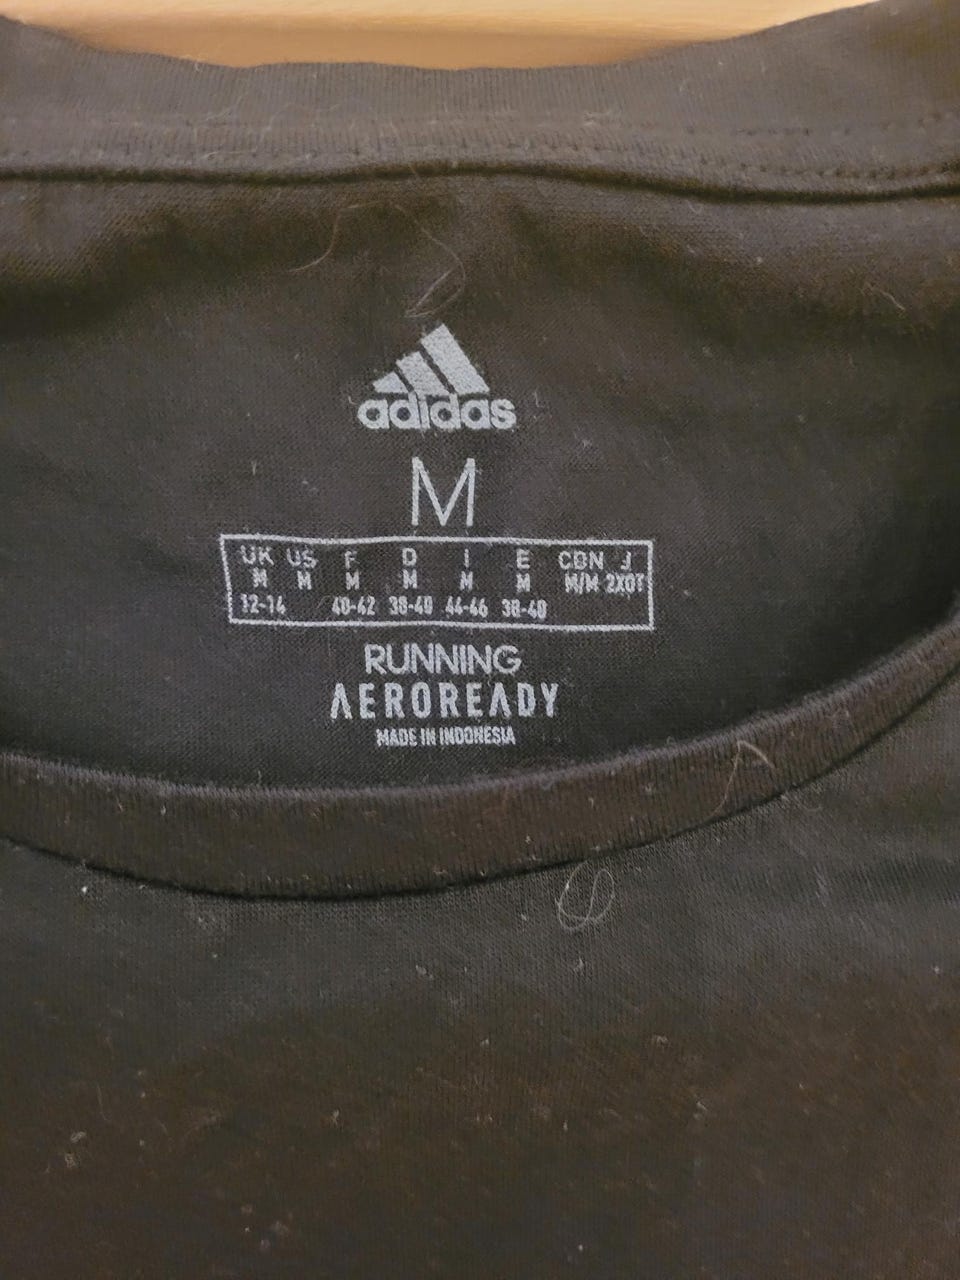 adidas
M
UK US F D I E CBN J
M M M M M M M/M 2XOT
12-14 40-42 38-40 44-46 38-40
RUNNING
AEROREADY
MADE IN INDONESIA